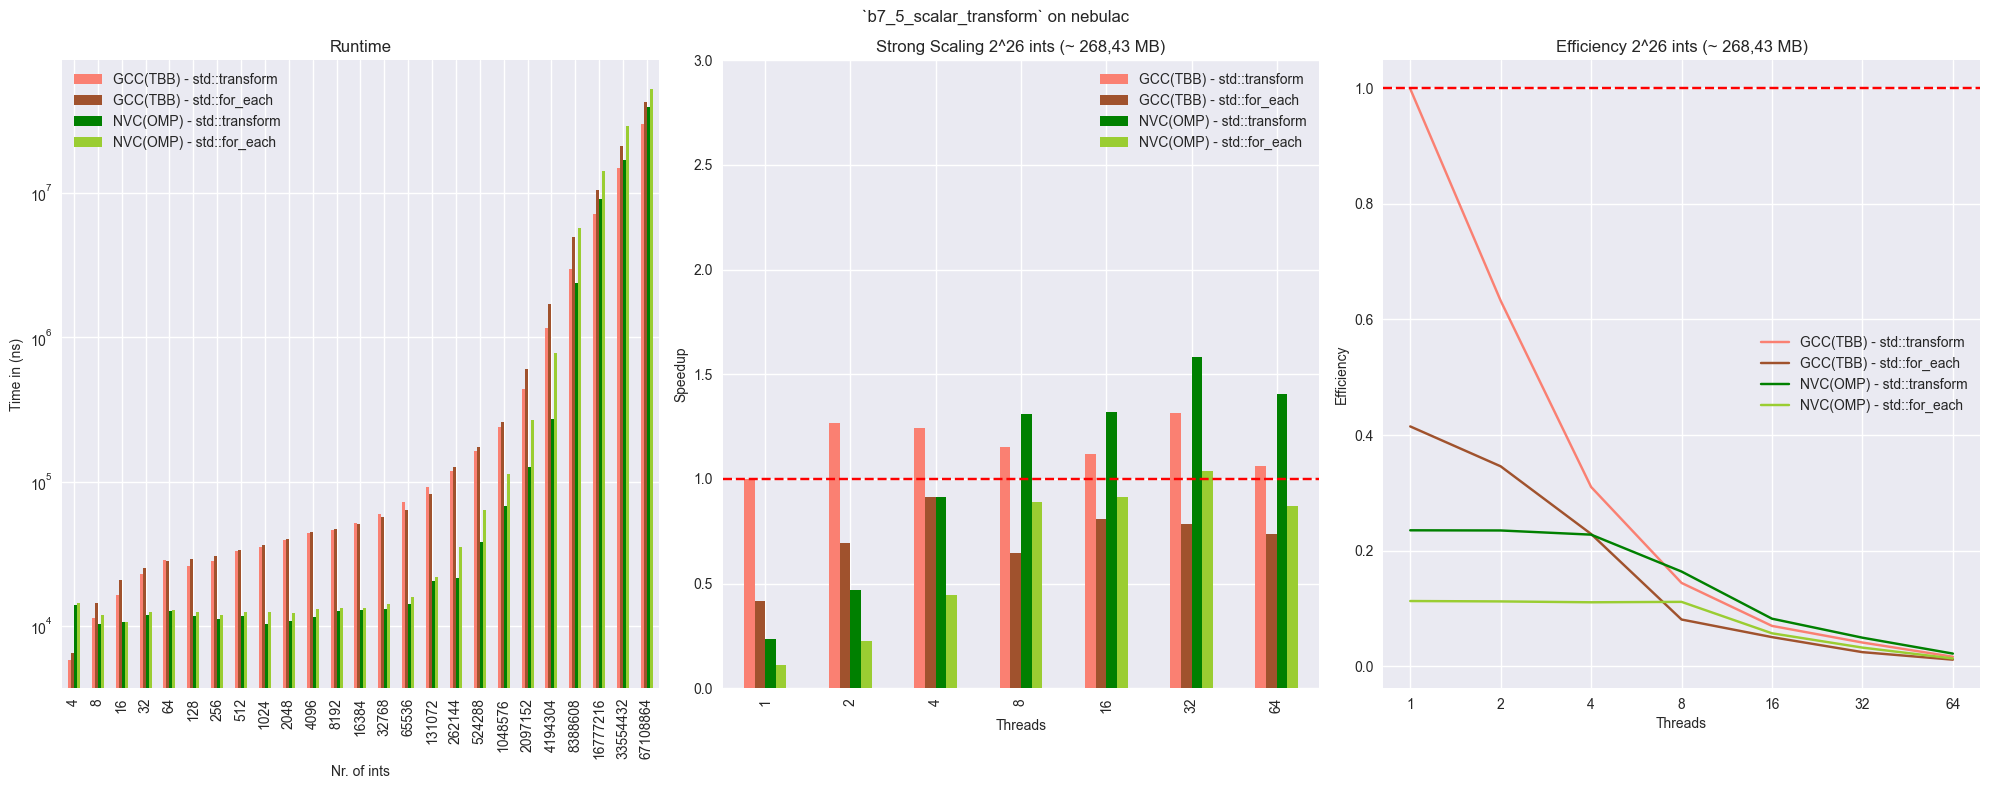 `b7_5_scalar_transform` on nebulac
Runtime
GCC(TBB) - std::transform
GCC(TBB) - std::for_each
NVC(OMP) - std::transform
NVC(OMP) - std::for_each
Time in (ns)
10^7
10^6
10^5
10^4
4 8 16 32 64 128 256 512 1024 2048 4096 8192 16384 32768 65536 131072 262144 524288 1048576 2097152 4194304 8388608 16777216 33554432 67108864
Nr. of ints
Strong Scaling 2^26 ints (~ 268,43 MB)
GCC(TBB) - std::transform
GCC(TBB) - std::for_each
NVC(OMP) - std::transform
NVC(OMP) - std::for_each
Speedup
3.0
2.5
2.0
1.5
1.0
0.5
0.0
1 2 4 8 16 32 64
Threads
Efficiency 2^26 ints (~ 268,43 MB)
GCC(TBB) - std::transform
GCC(TBB) - std::for_each
NVC(OMP) - std::transform
NVC(OMP) - std::for_each
Efficiency
1.0
0.8
0.6
0.4
0.2
0.0
1 2 4 8 16 32 64
Threads